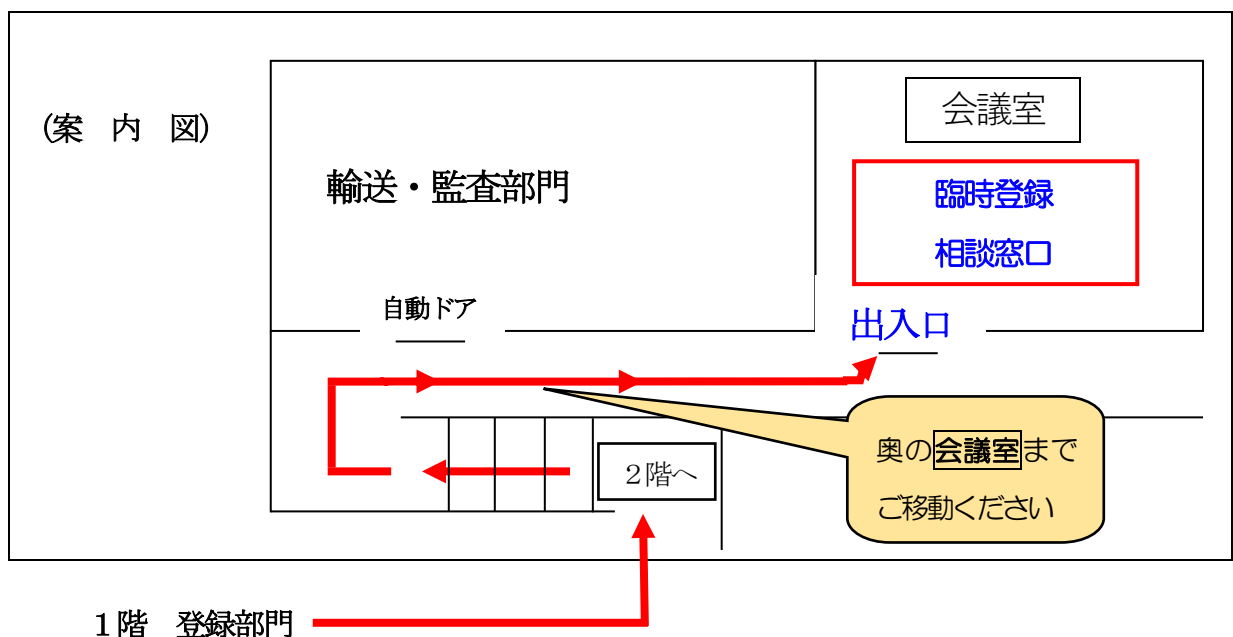 (案　内　図)
会議室
輸送・監査部門
臨時登録
相談窓口
自動ドア
出入口
奥の会議室まで
ご移動ください
２階へ
１階　登録部門